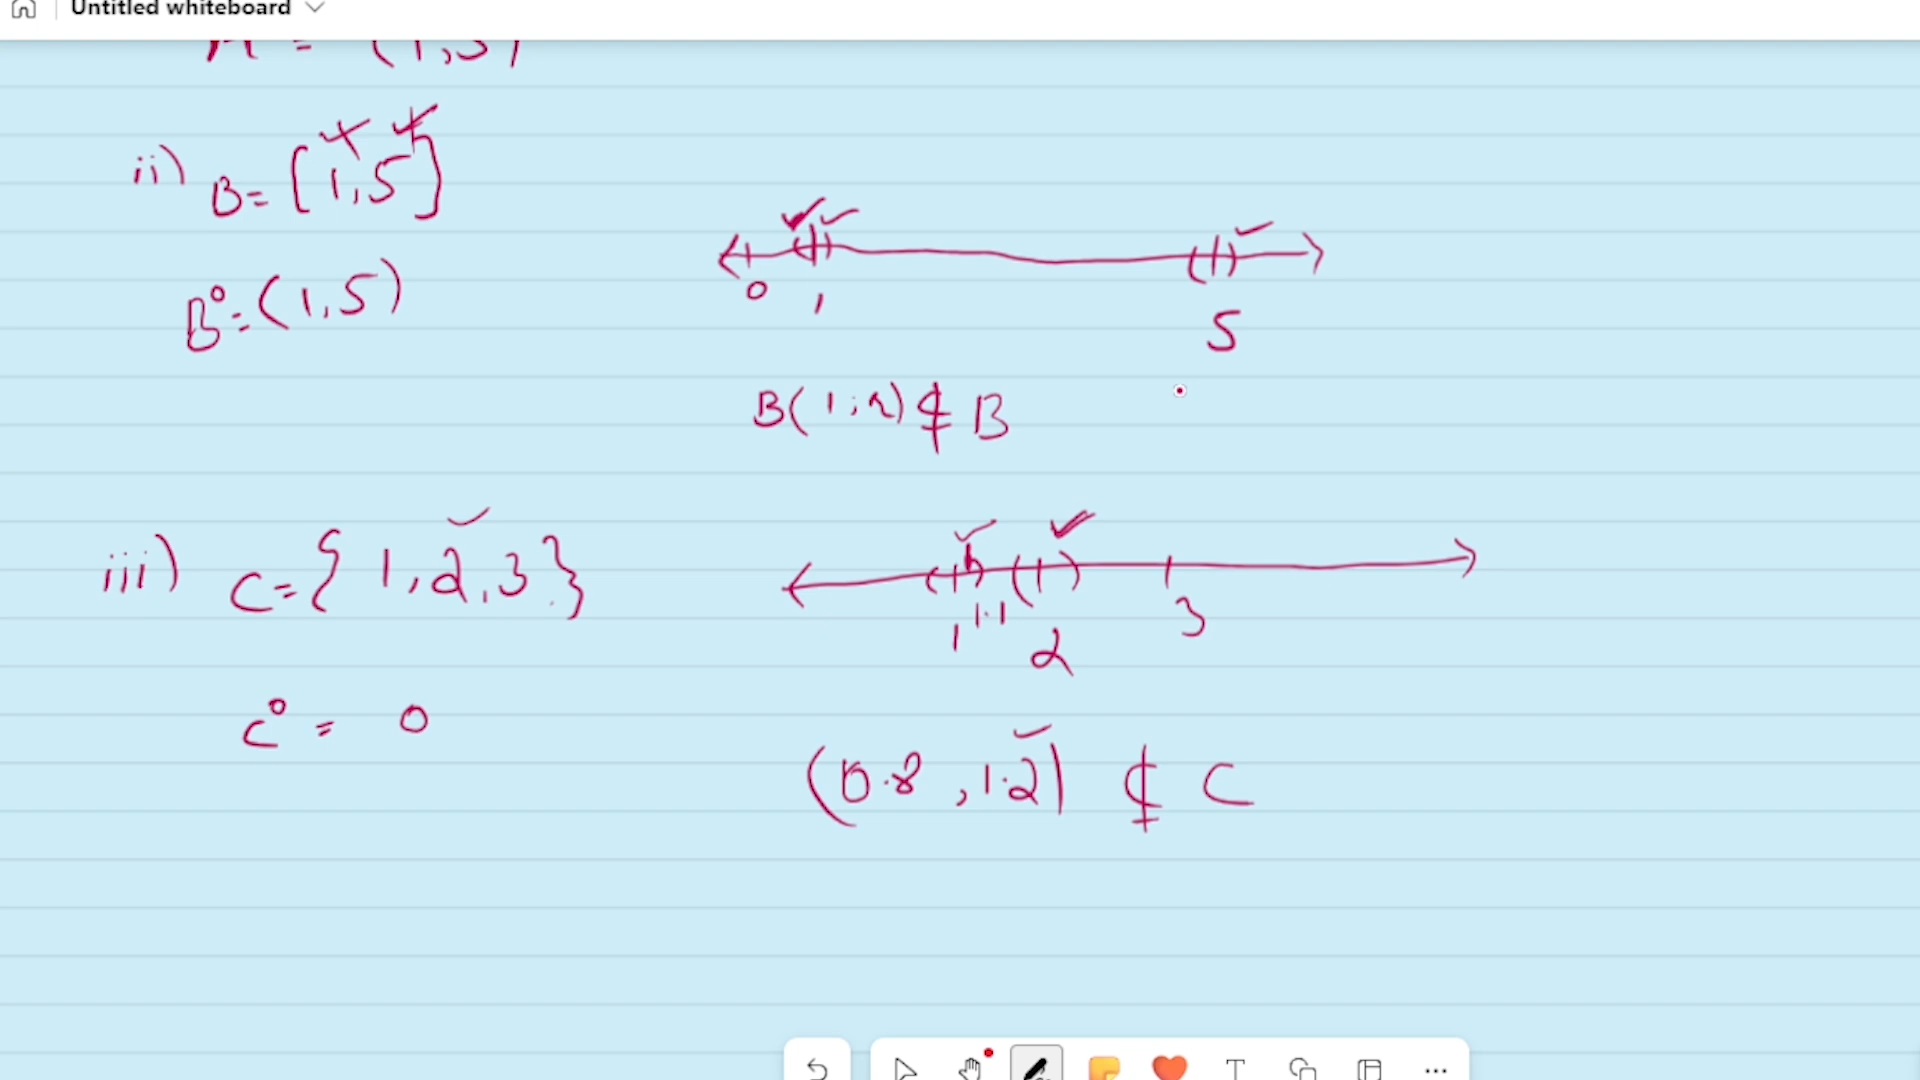 Untitled whiteboard
ii) B = [1, 5]
B° = (1, 5)
0 1 5
B(1; r) ⊄ B
iii) C = { 1, 2, 3 }
1 1.1 2 3
C° = 0
(0.8, 1.2) ⊄ C
T